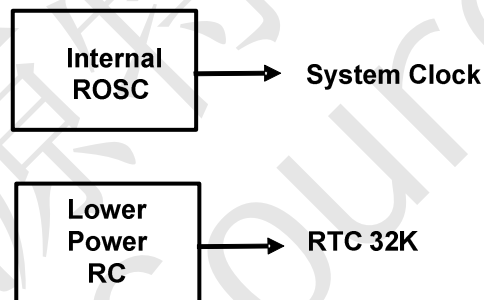 Internal
ROSC
System Clock
Lower
Power
RC
RTC 32K